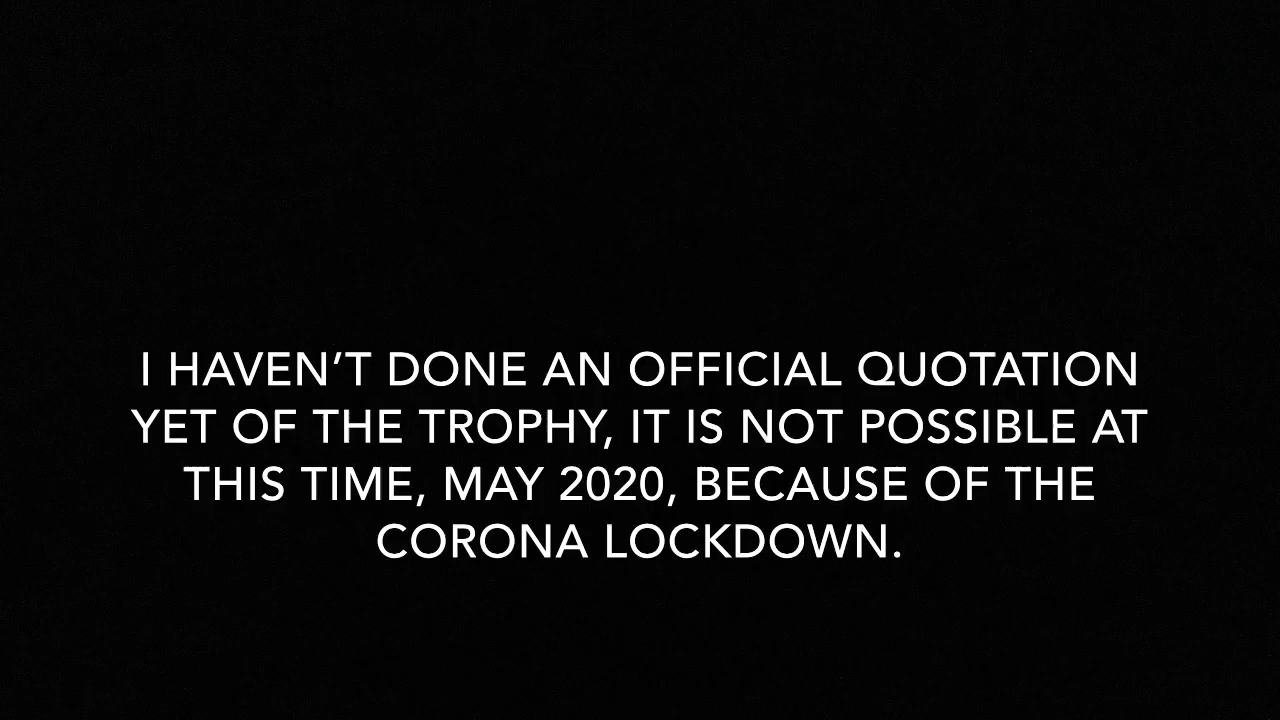 I HAVEN’T DONE AN OFFICIAL QUOTATION
YET OF THE TROPHY, IT IS NOT POSSIBLE AT
THIS TIME, MAY 2020, BECAUSE OF THE
CORONA LOCKDOWN.